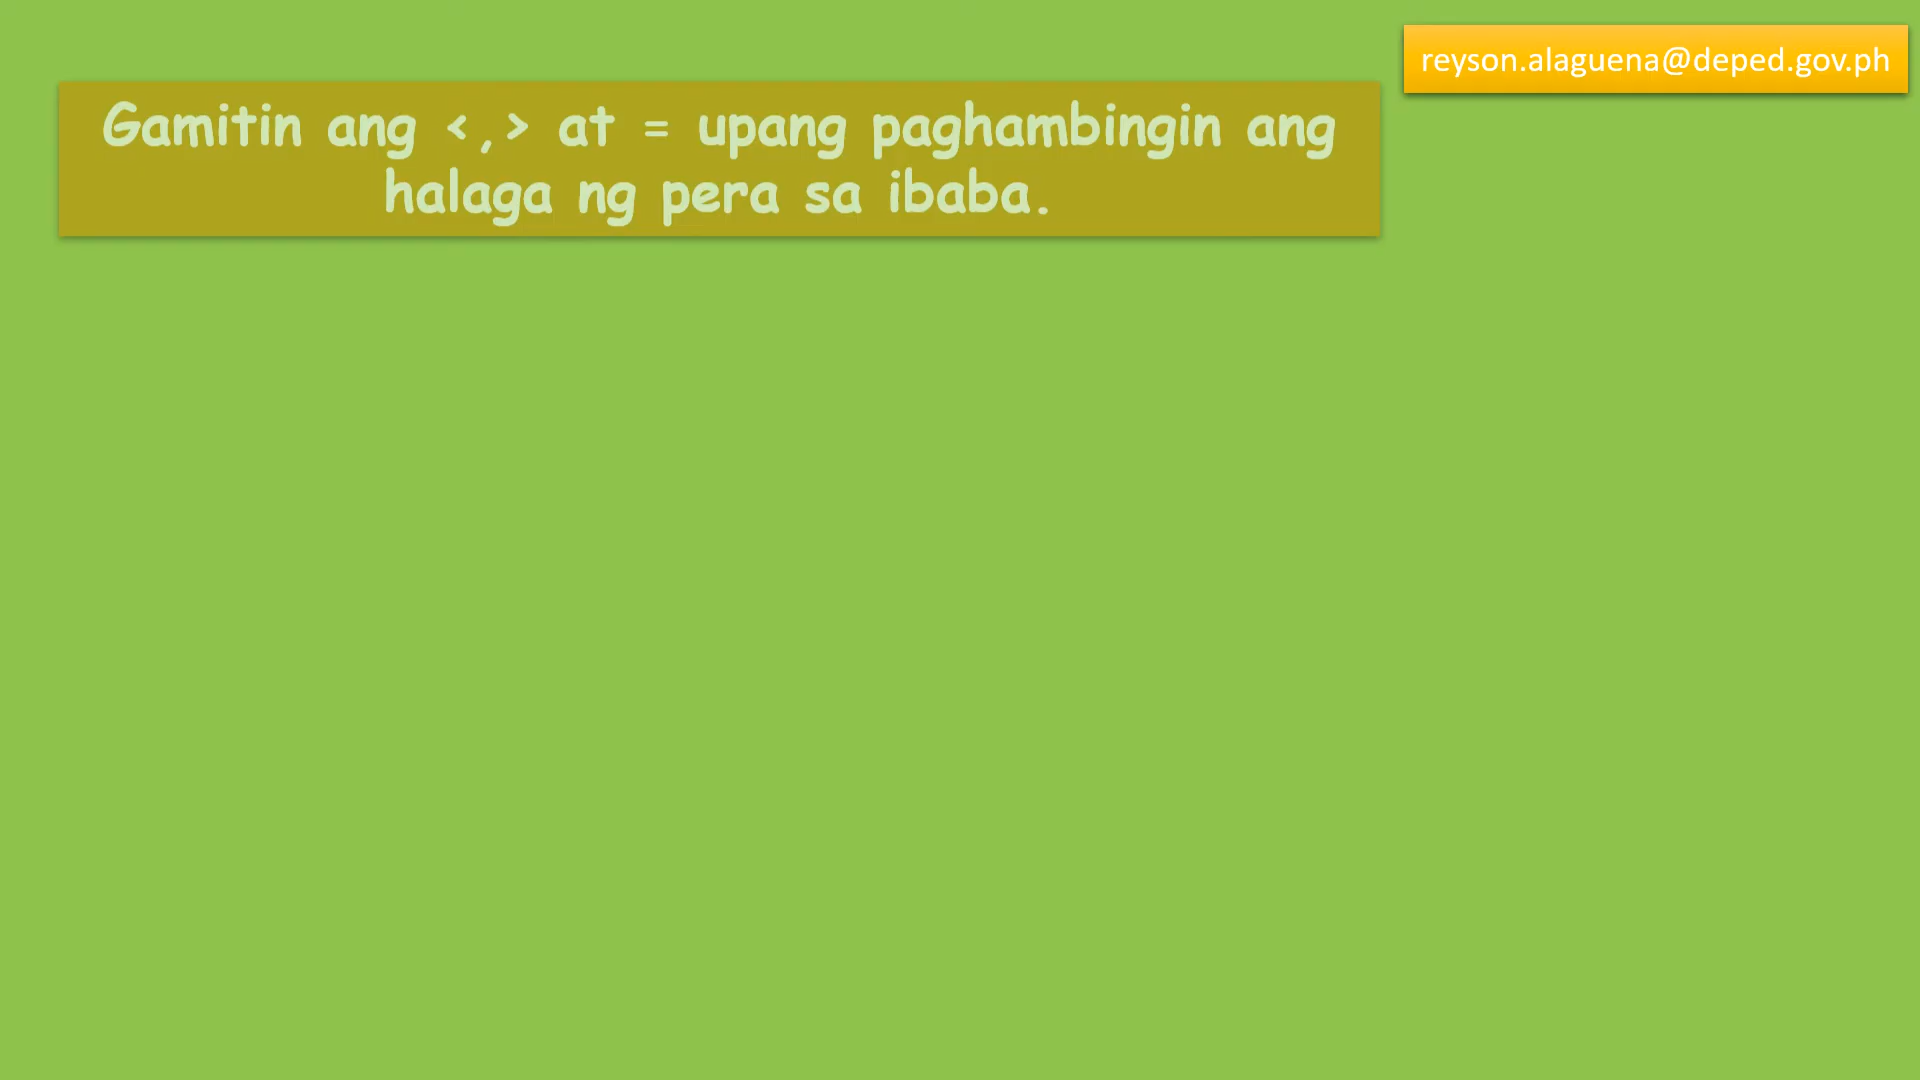 reyson.alaguena@deped.gov.ph
Gamitin ang <,> at = upang paghambingin ang
halaga ng pera sa ibaba.